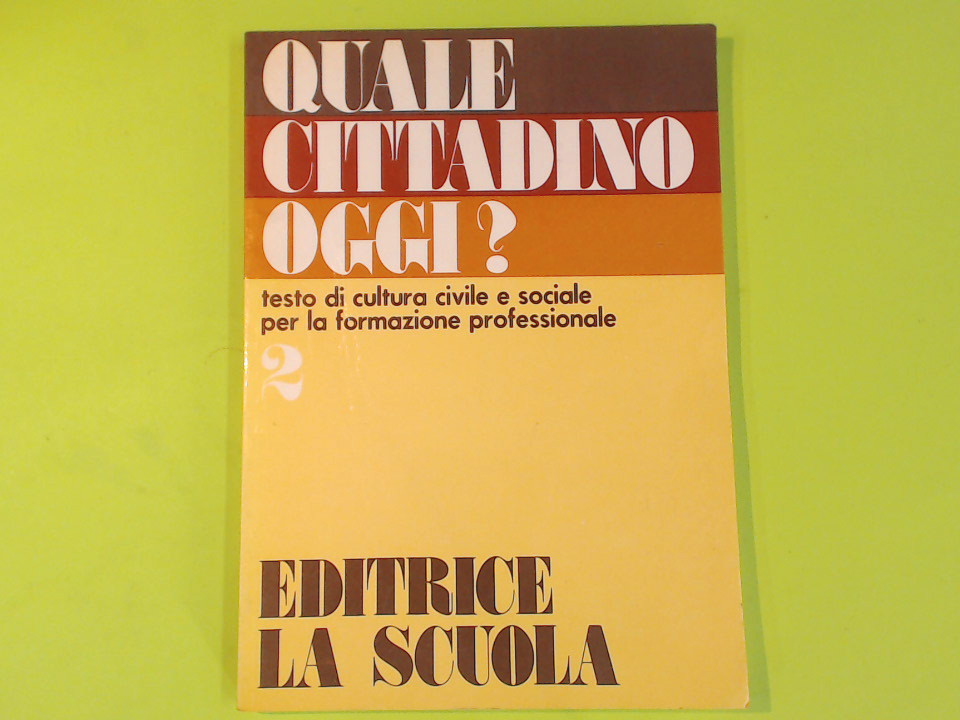 QUALE
CITTADINO
OGGI?
testo di cultura civile e sociale
per la formazione professionale
2
EDITRICE
LA SCUOLA